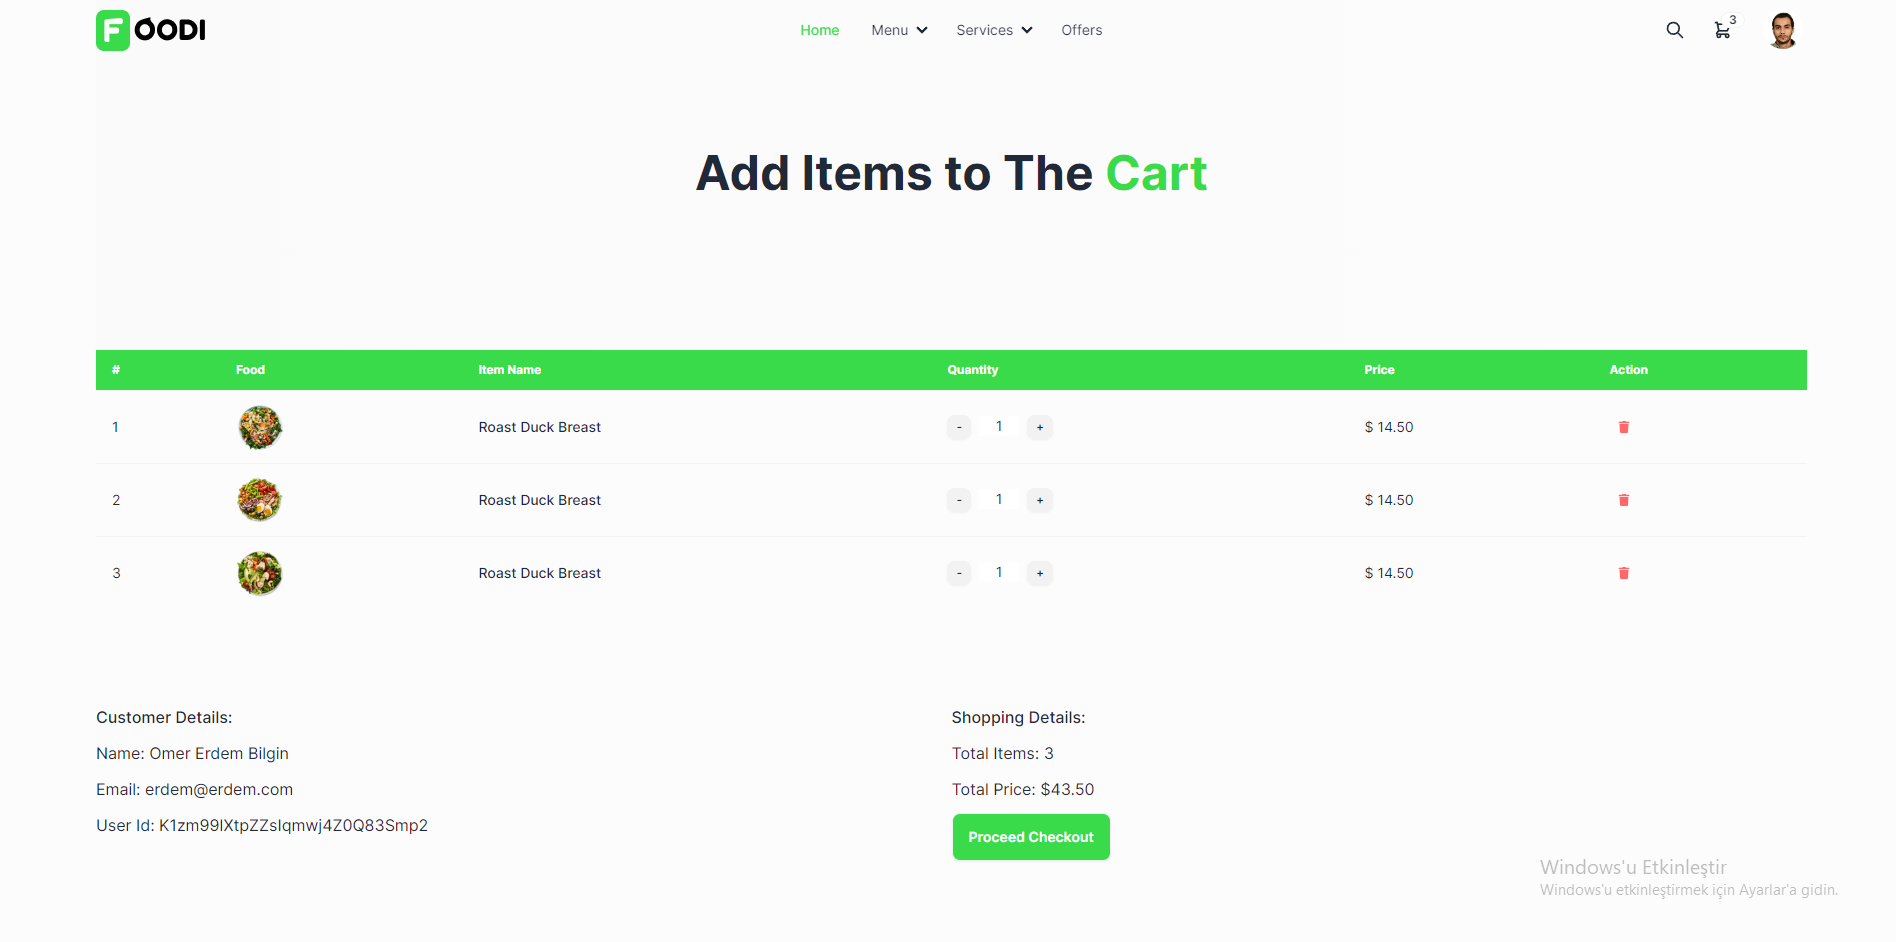 FOODI
Home Menu Services Offers 3
Add Items to The Cart
# Food Item Name Quantity Price Action
1 Roast Duck Breast - 1 + $ 14.50
2 Roast Duck Breast - 1 + $ 14.50
3 Roast Duck Breast - 1 + $ 14.50
Customer Details:
Name: Omer Erdem Bilgin
Email: erdem@erdem.com
User Id: K1zm99lXtpZZsIqmwj4Z0Q83Smp2
Shopping Details:
Total Items: 3
Total Price: $43.50
Proceed Checkout
Windows'u Etkinleştir
Windows'u etkinleştirmek için Ayarlar'a gidin.